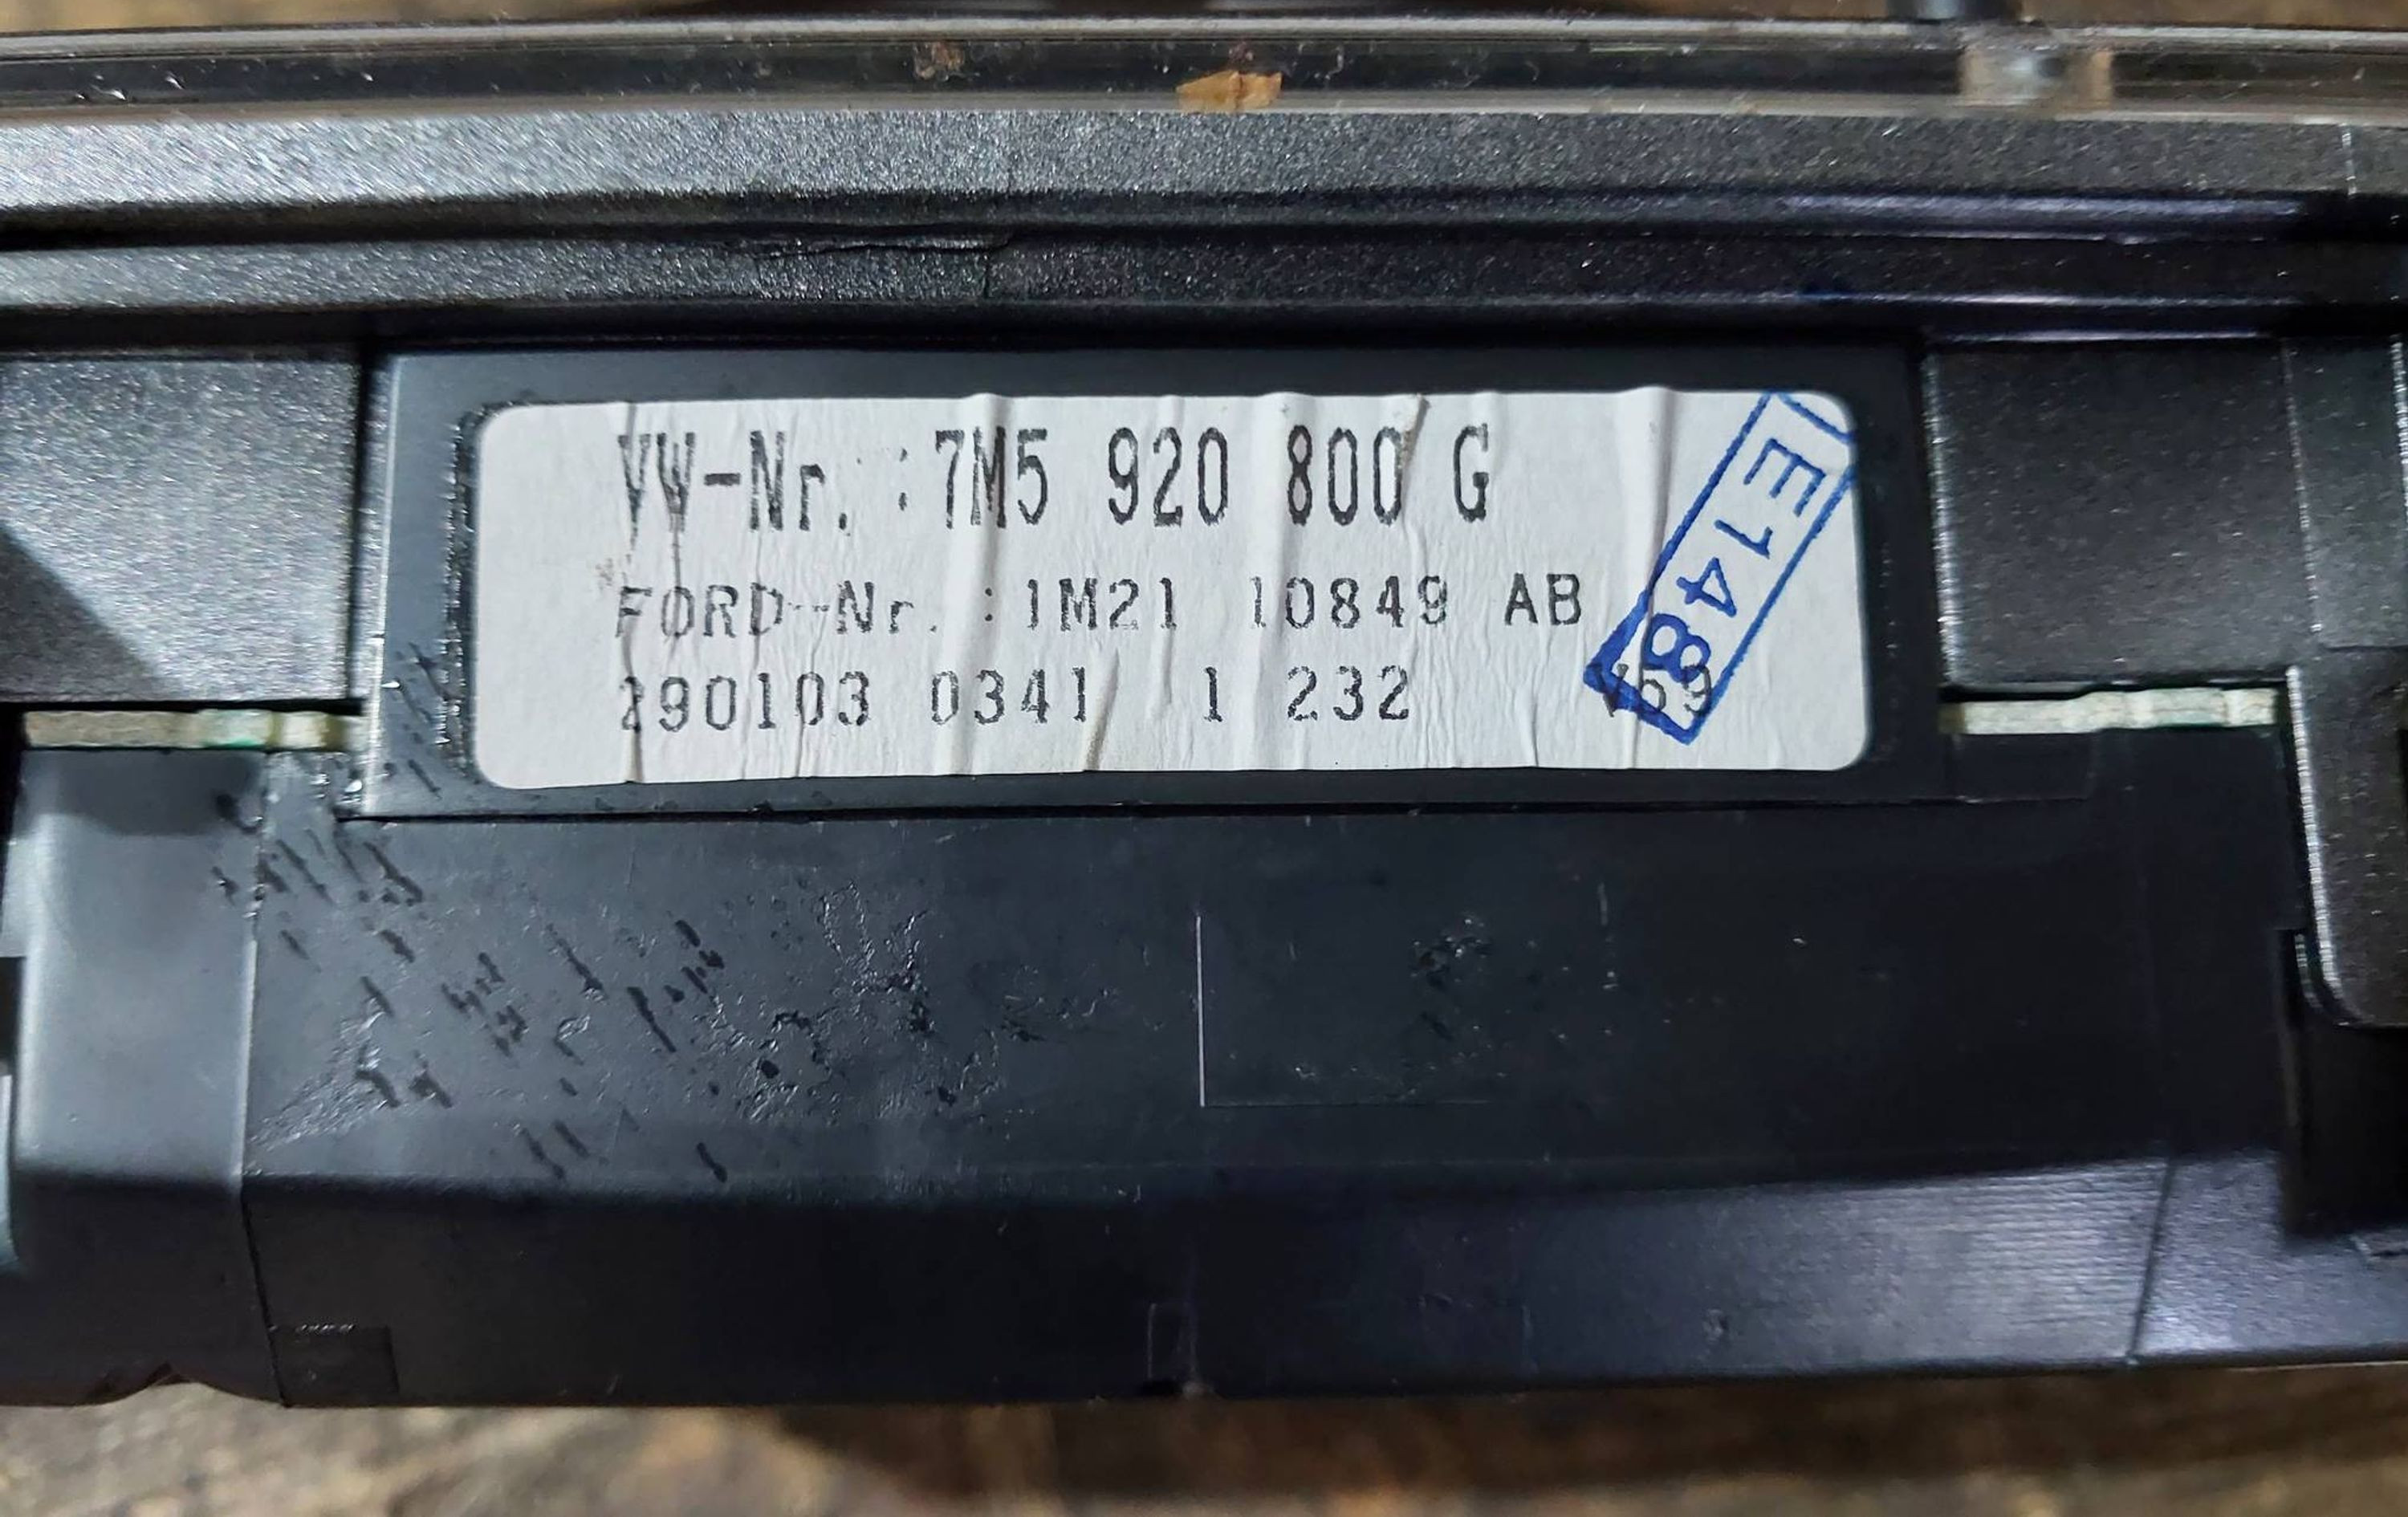 VW-Nr. :7M5 920 800 G
FORD-Nr. :1M21 10849 AB
290103 0341 1 232
E148